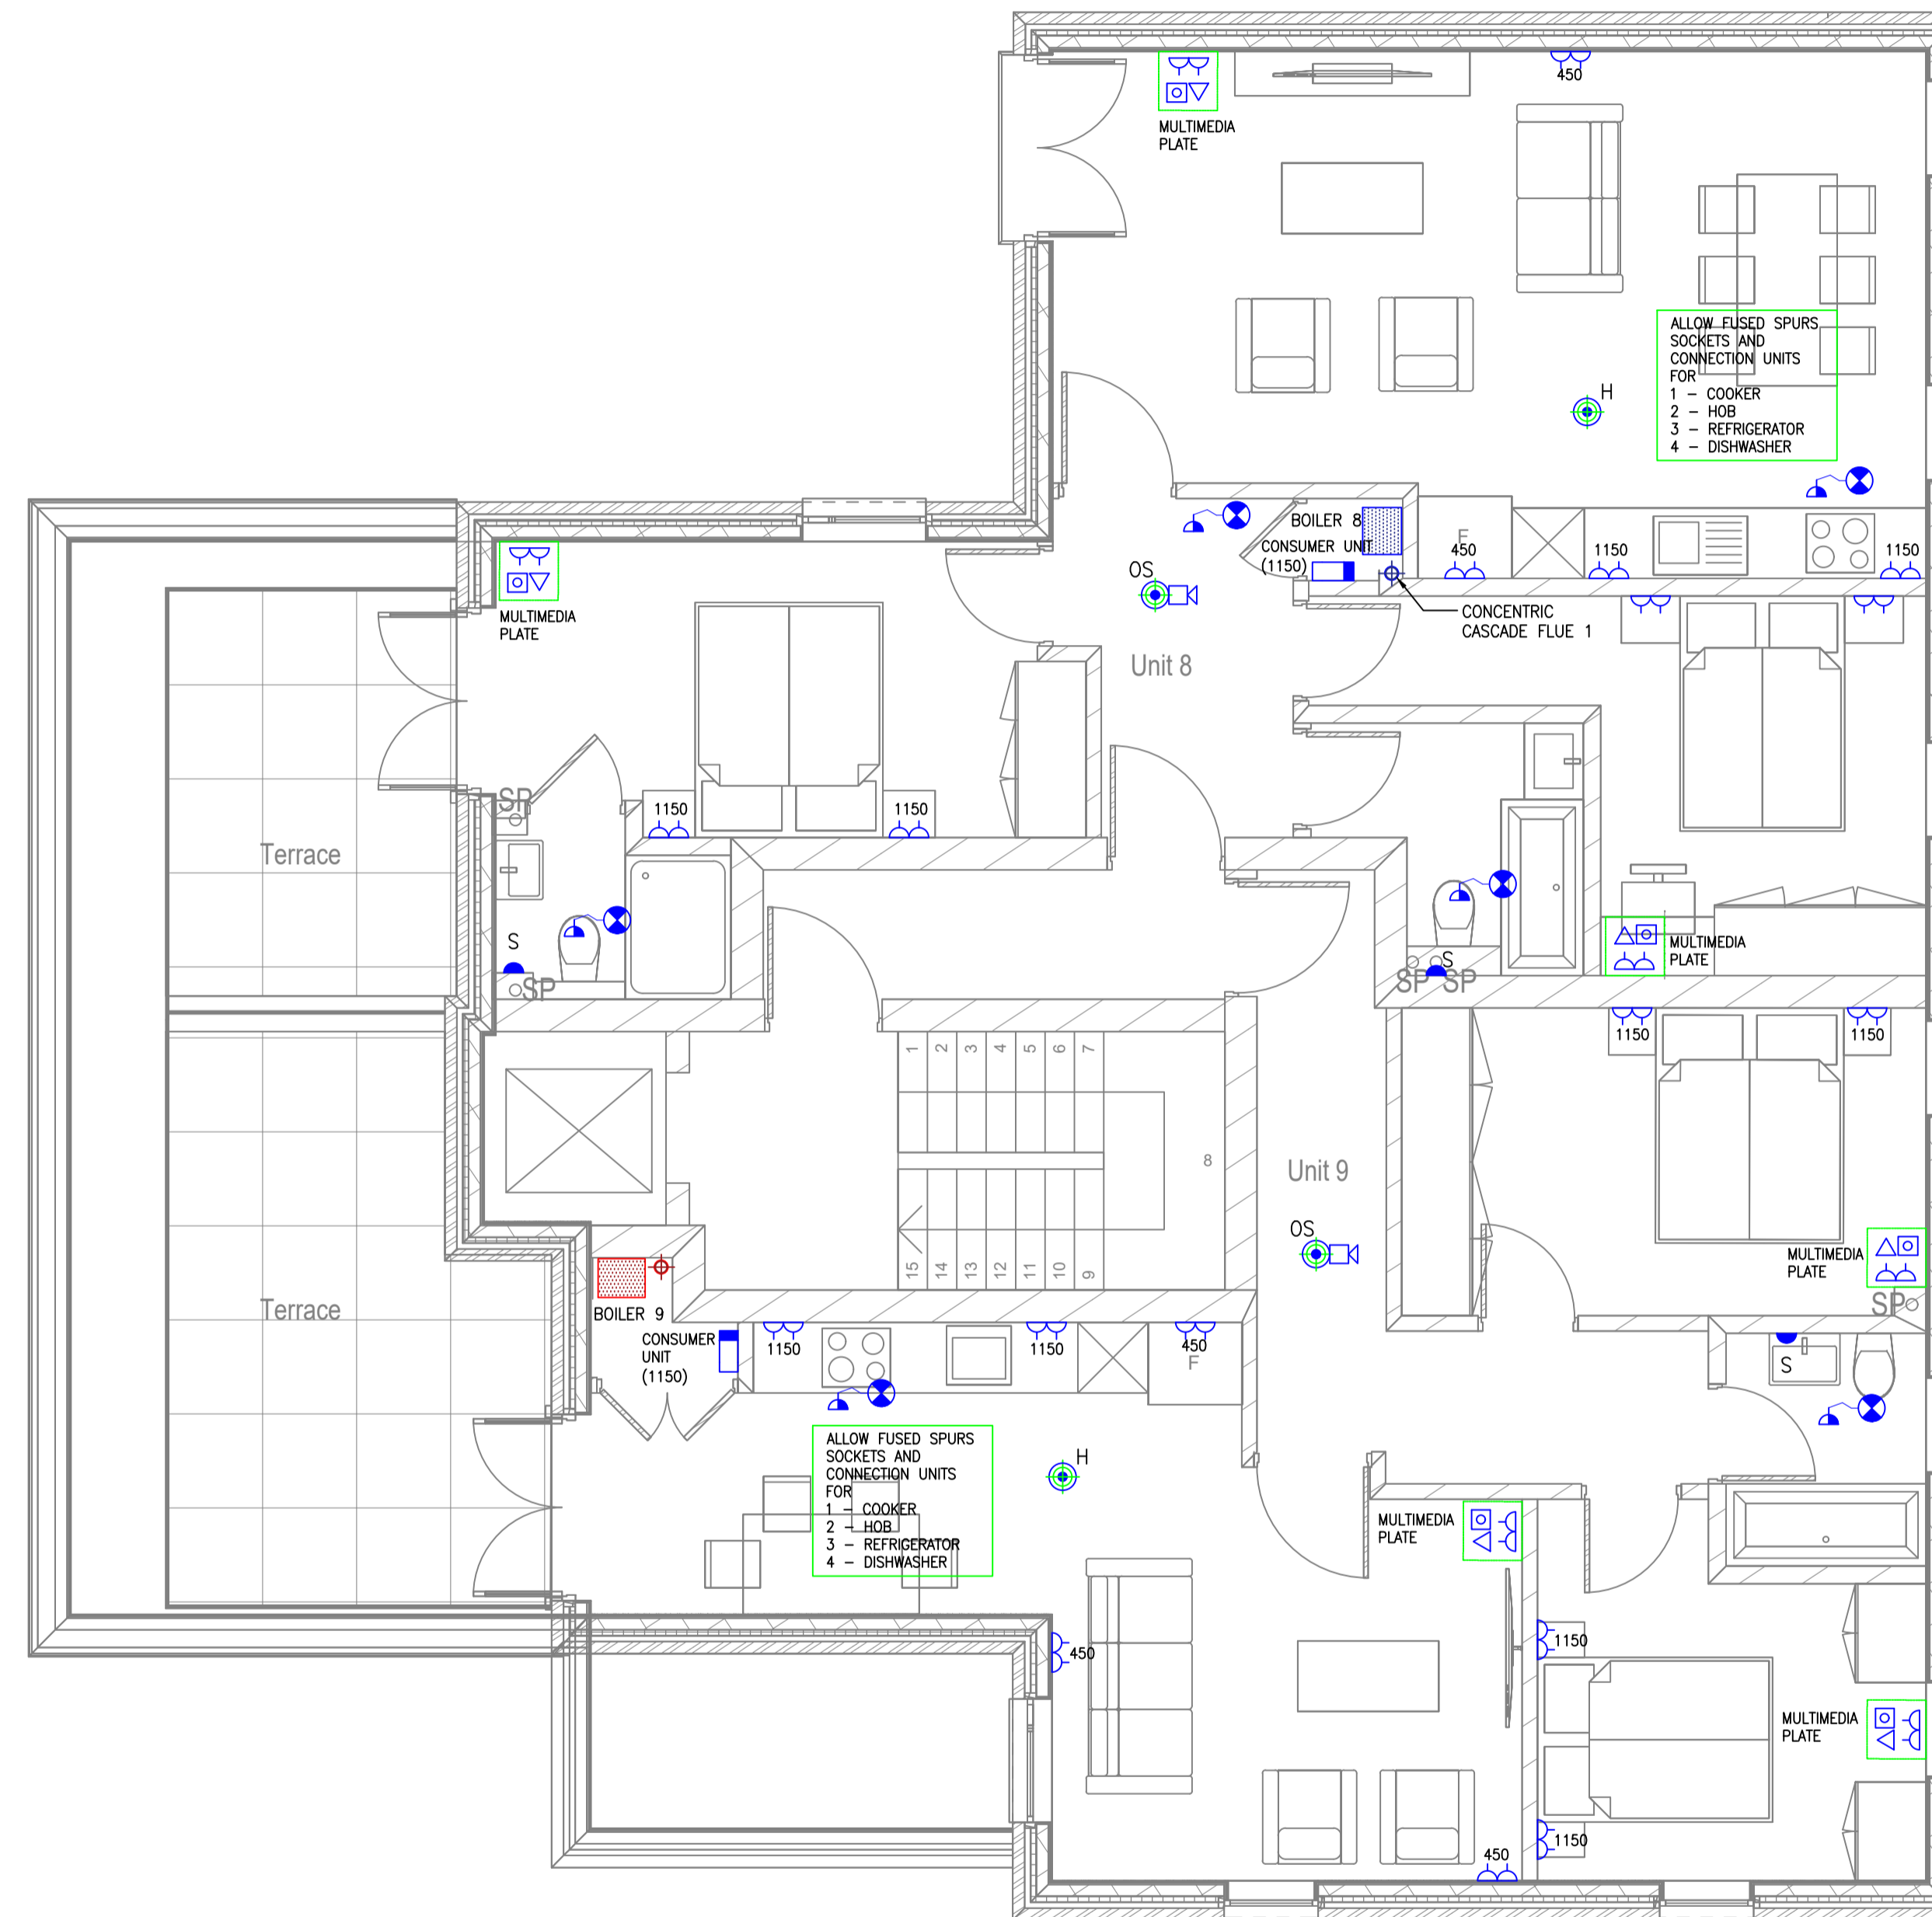 450
MULTIMEDIA
PLATE
ALLOW FUSED SPURS
SOCKETS AND
CONNECTION UNITS
FOR
1 – COOKER
2 – HOB
3 – REFRIGERATOR
4 – DISHWASHER
H
BOILER 8
CONSUMER UNIT
(1150)
F
450
1150
1150
OS
CONCENTRIC
CASCADE FLUE 1
MULTIMEDIA
PLATE
Unit 8
SP
1150
1150
Terrace
S
SP
MULTIMEDIA
PLATE
S
SP SP
1150
1150
1 2 3 4 5 6 7
8
15 14 13 12 11 10 9
Unit 9
OS
MULTIMEDIA
PLATE
SP
Terrace
BOILER 9
CONSUMER
UNIT
(1150)
1150
1150
450
F
S
ALLOW FUSED SPURS
SOCKETS AND
CONNECTION UNITS
FOR
1 – COOKER
2 – HOB
3 – REFRIGERATOR
4 – DISHWASHER
H
MULTIMEDIA
PLATE
450
1150
MULTIMEDIA
PLATE
1150
450